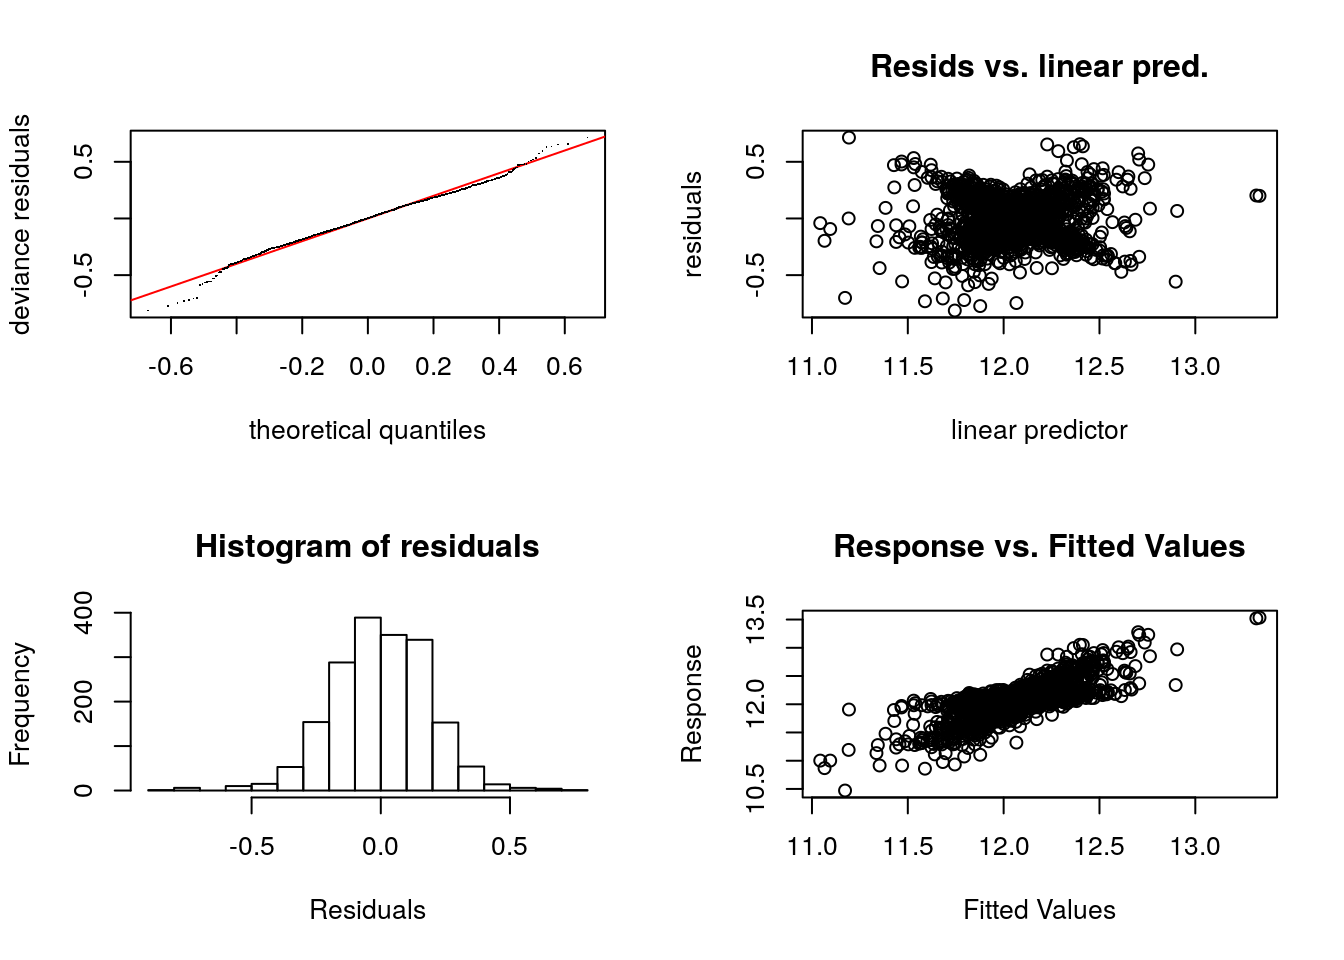 deviance residuals
0.5
-0.5
-0.6
-0.2
0.0
0.2
0.4
0.6
theoretical quantiles
Resids vs. linear pred.
residuals
0.5
-0.5
11.0
11.5
12.0
12.5
13.0
linear predictor
Histogram of residuals
Frequency
400
200
0
-0.5
0.0
0.5
Residuals
Response vs. Fitted Values
Response
13.5
12.0
10.5
11.0
11.5
12.0
12.5
13.0
Fitted Values